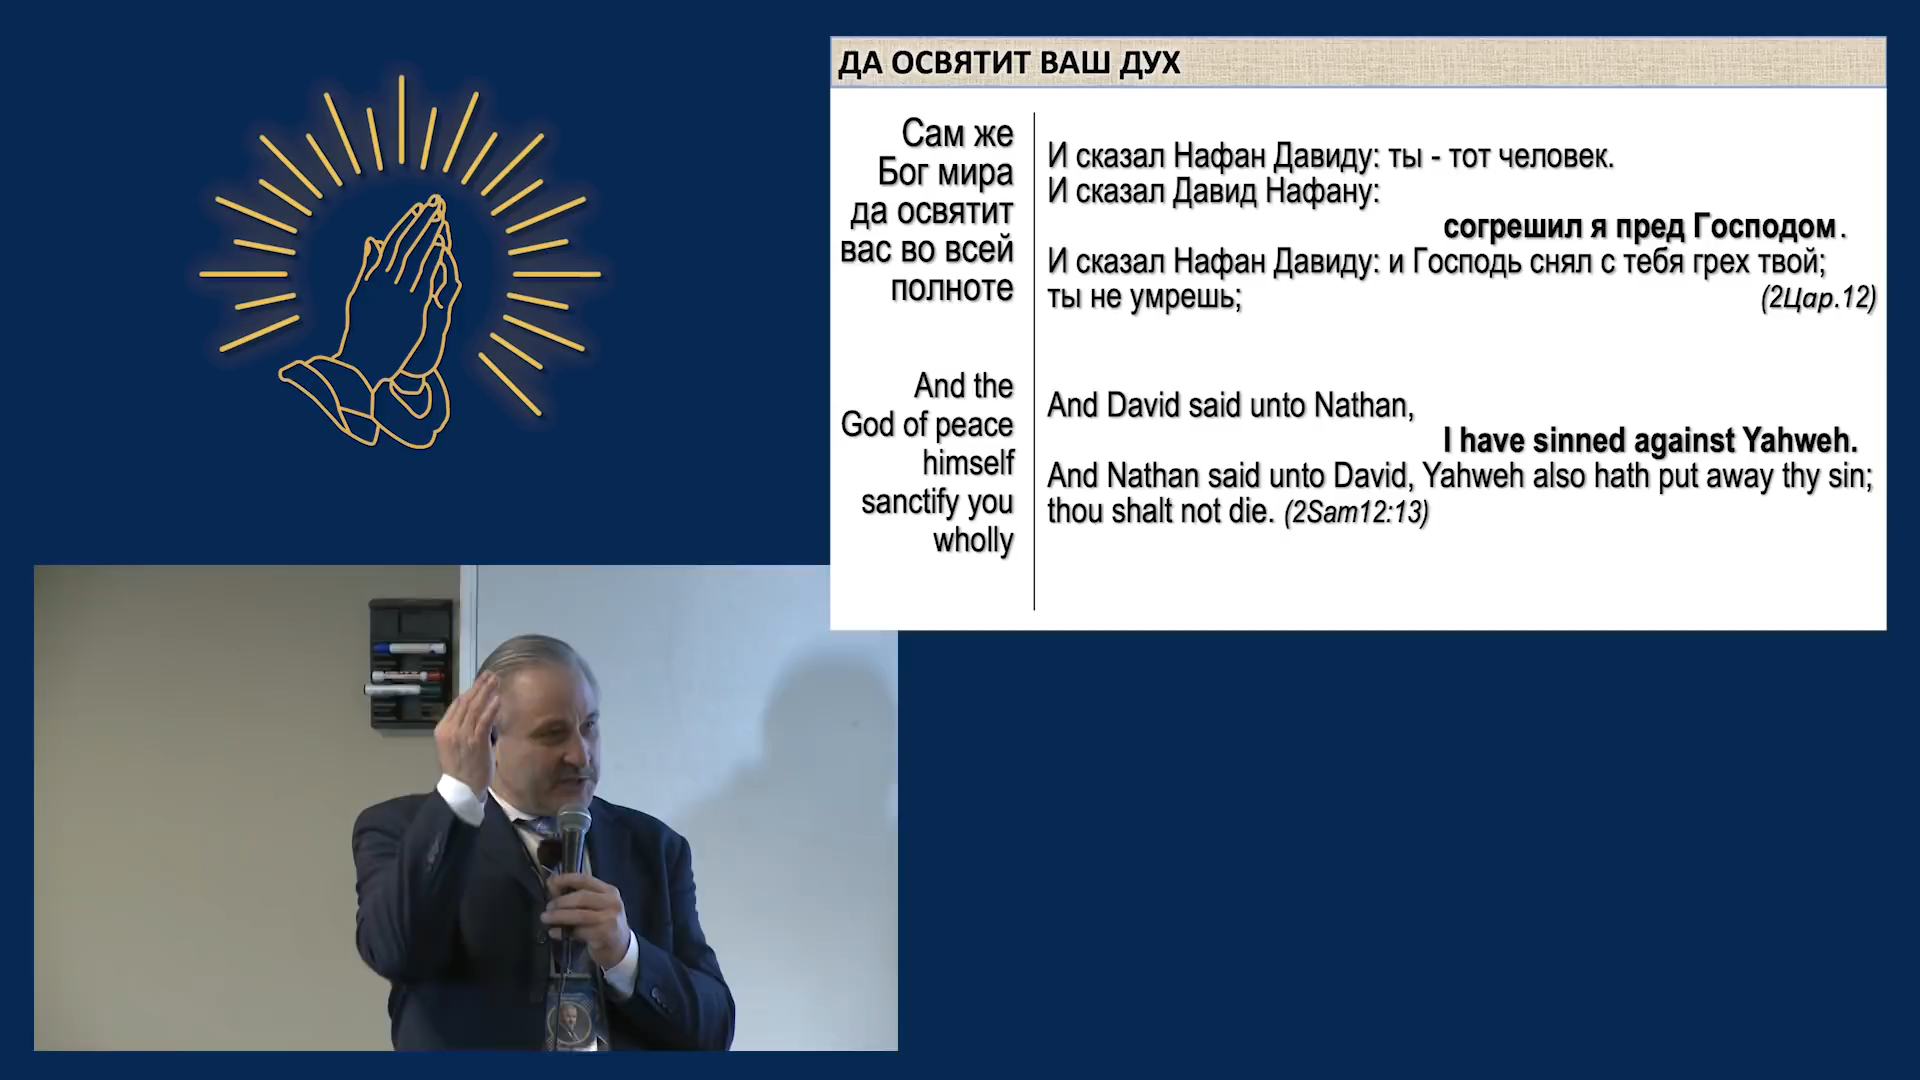 ДА ОСВЯТИТ ВАШ ДУХ
Сам же
Бог мира
да освятит
вас во всей
полноте
And the
God of peace
himself
sanctify you
wholly
И сказал Нафан Давиду: ты - тот человек.
И сказал Давид Нафану:
согрешил я пред Господом.
И сказал Нафан Давиду: и Господь снял с тебя грех твой;
ты не умрешь; (2Цар.12)
And David said unto Nathan,
I have sinned against Yahweh.
And Nathan said unto David, Yahweh also hath put away thy sin;
thou shalt not die. (2Sam12:13)